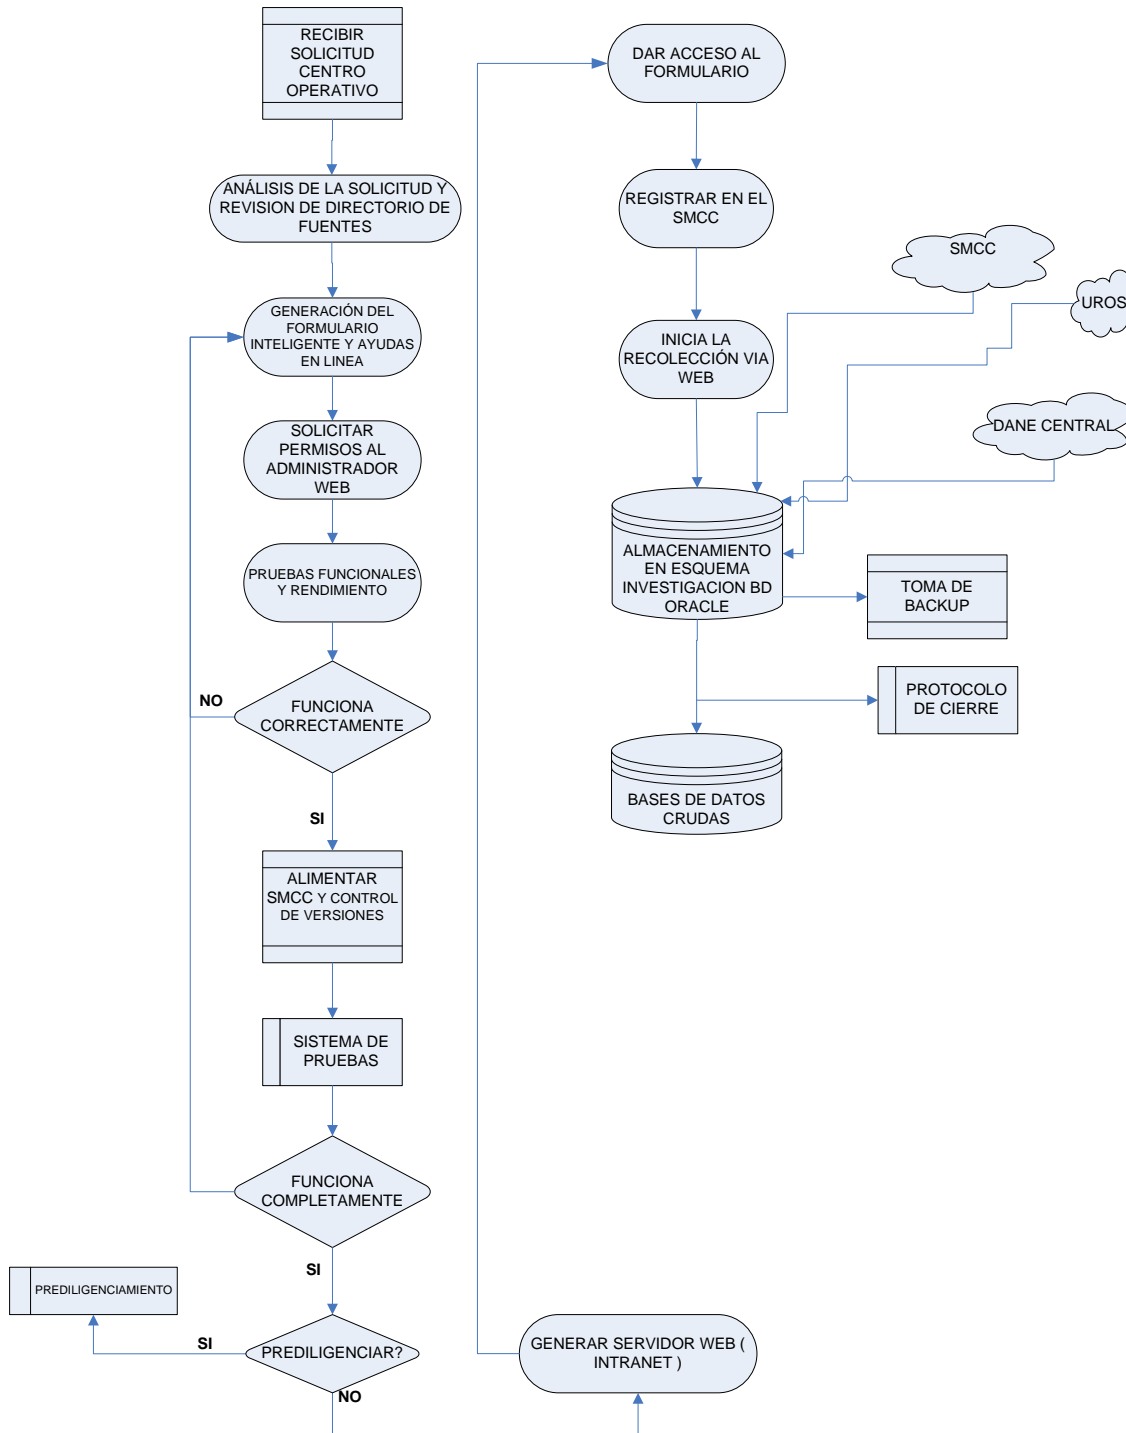 RECIBIR
SOLICITUD
CENTRO
OPERATIVO
ANÁLISIS DE LA SOLICITUD Y
REVISION DE DIRECTORIO DE
FUENTES
GENERACIÓN DEL
FORMULARIO
INTELIGENTE Y AYUDAS
EN LINEA
SOLICITAR
PERMISOS AL
ADMINISTRADOR
WEB
PRUEBAS FUNCIONALES
Y RENDIMIENTO
NO
FUNCIONA
CORRECTAMENTE
SI
ALIMENTAR
SMCC Y CONTROL
DE VERSIONES
SISTEMA DE
PRUEBAS
FUNCIONA
COMPLETAMENTE
SI
PREDILIGENCIAMIENTO
SI
PREDILIGENCIAR?
NO
GENERAR SERVIDOR WEB (
INTRANET )
DAR ACCESO AL
FORMULARIO
REGISTRAR EN EL
SMCC
INICIA LA
RECOLECCIÓN VIA
WEB
SMCC
UROS
DANE CENTRAL
ALMACENAMIENTO
EN ESQUEMA
INVESTIGACION BD
ORACLE
TOMA DE
BACKUP
PROTOCOLO
DE CIERRE
BASES DE DATOS
CRUDAS